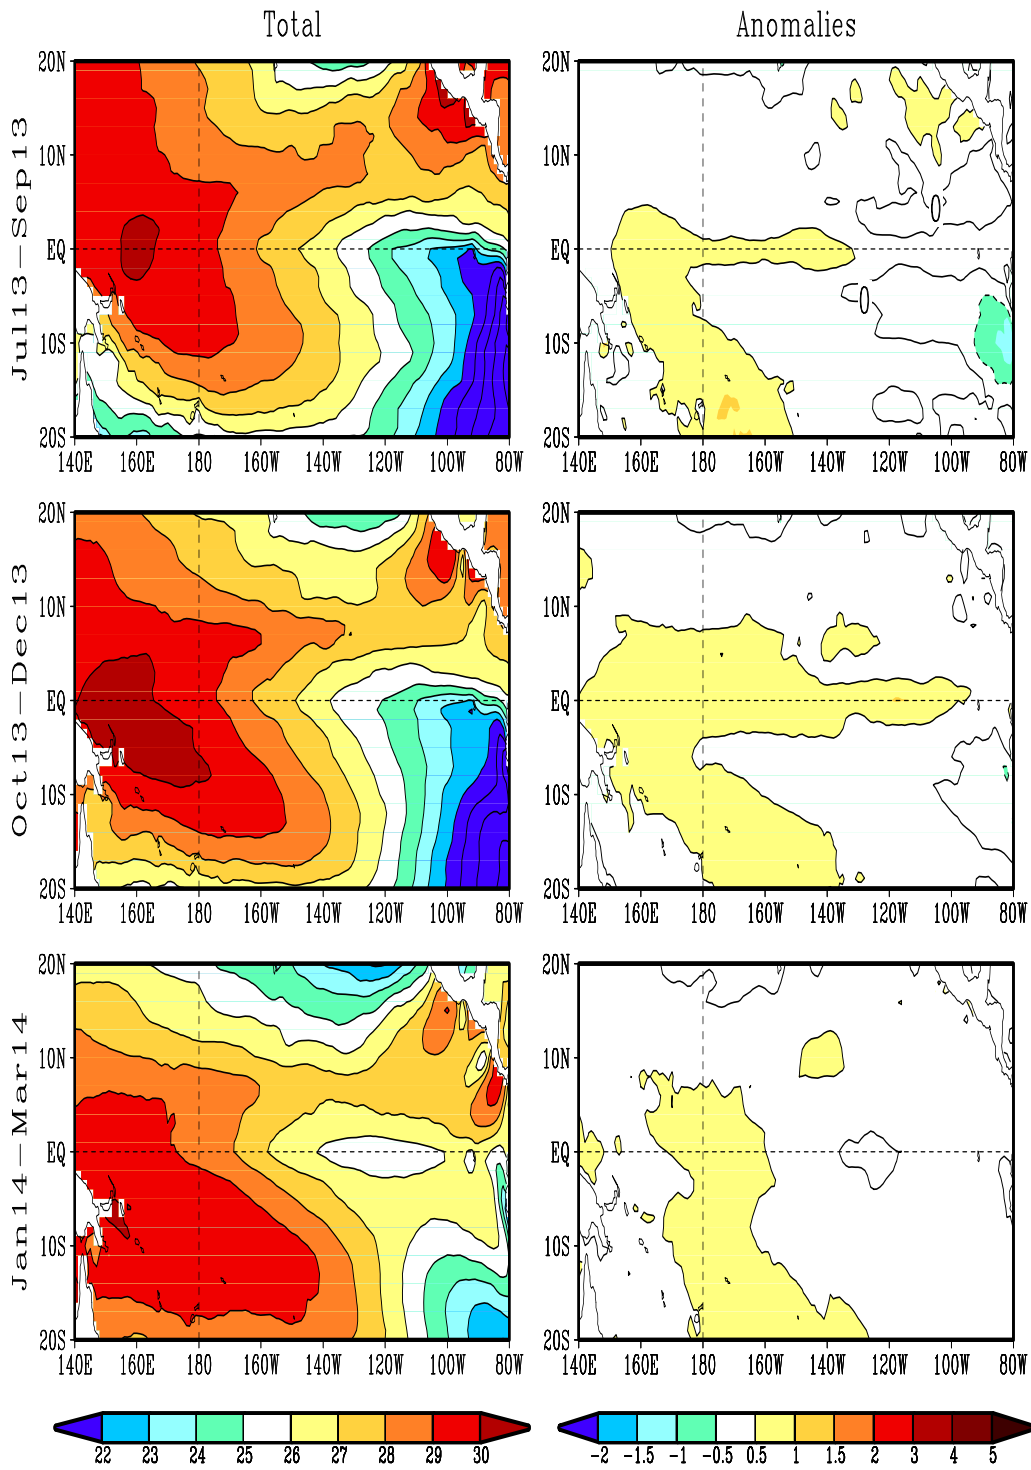 Total Anomalies
Jul13-Sep13
20N 20N
10N 10N
EQ EQ
0
0
10S 10S
20S 20S
140E 160E 180 160W 140W 120W 100W 80W 140E 160E 180 160W 140W 120W 100W 80W
Oct13-Dec13
20N 20N
10N 10N
EQ EQ
10S 10S
20S 20S
140E 160E 180 160W 140W 120W 100W 80W 140E 160E 180 160W 140W 120W 100W 80W
Jan14-Mar14
20N 20N
10N 10N
EQ EQ
10S 10S
20S 20S
140E 160E 180 160W 140W 120W 100W 80W 140E 160E 180 160W 140W 120W 100W 80W
22 23 24 25 26 27 28 29 30 -2 -1.5 -1 -0.5 0.5 1 1.5 2 3 4 5